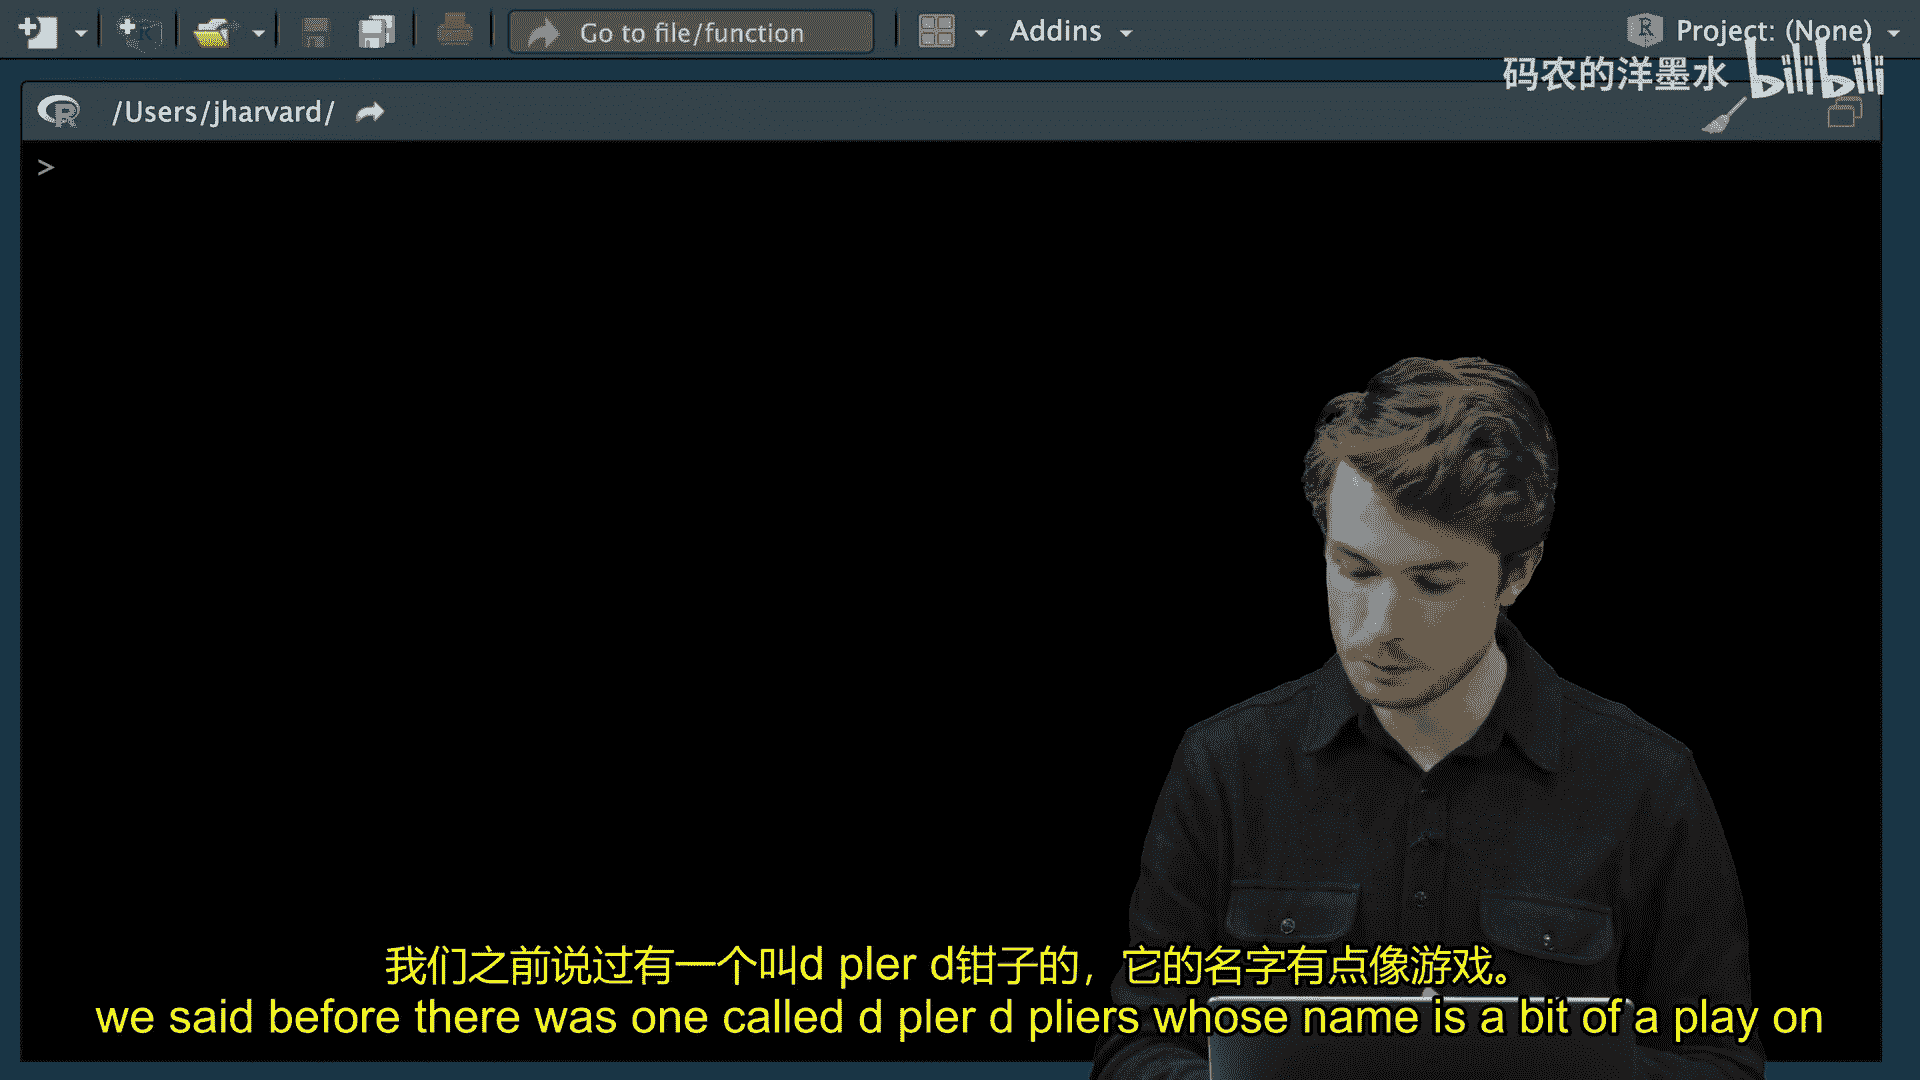 Go to file/function
Addins
Project: (None)
码农的洋墨水 bilibili
/Users/jharvard/
>
我们之前说过有一个叫d pler d钳子的，它的名字有点像游戏。
we said before there was one called d pler d pliers whose name is a bit of a play on